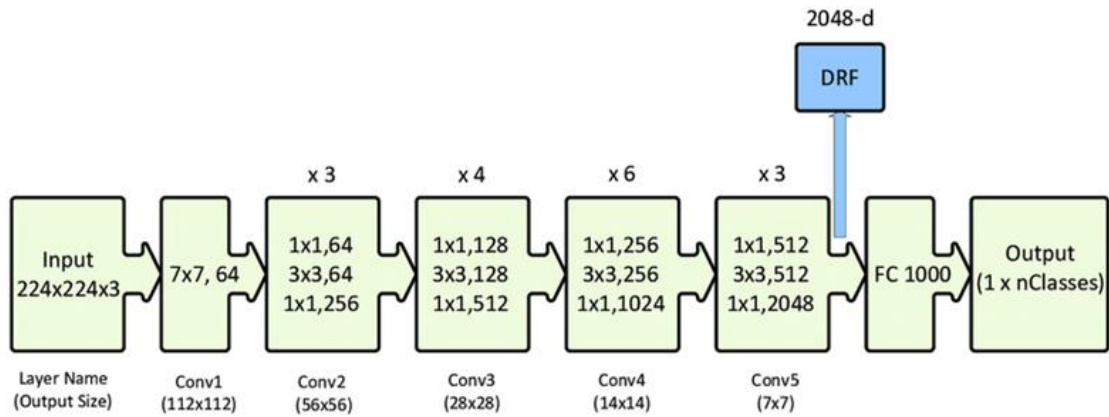 2048-d
DRF
x 3
x 4
x 6
x 3
Input
224x224x3
7x7, 64
1x1,64
3x3,64
1x1,256
1x1,128
3x3,128
1x1,512
1x1,256
3x3,256
1x1,1024
1x1,512
3x3,512
1x1,2048
FC 1000
Output
(1 x nClasses)
Layer Name
(Output Size)
Conv1
(112x112)
Conv2
(56x56)
Conv3
(28x28)
Conv4
(14x14)
Conv5
(7x7)